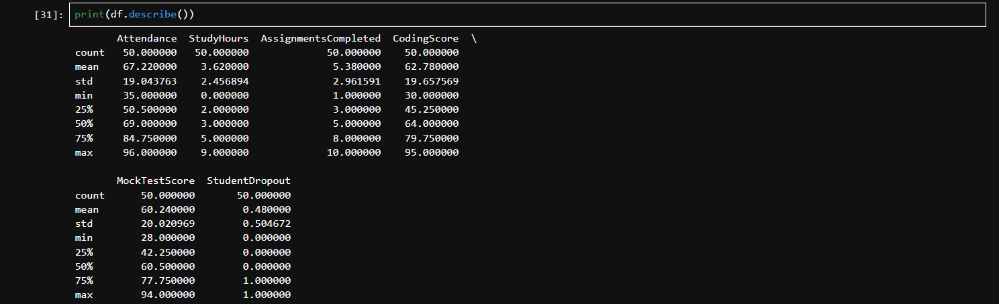 [31]: print(df.describe())
Attendance StudyHours AssignmentsCompleted CodingScore \
count 50.000000 50.000000 50.000000 50.000000
mean 67.220000 3.620000 5.380000 62.780000
std 19.043763 2.456894 2.961591 19.657569
min 35.000000 0.000000 1.000000 30.000000
25% 50.500000 2.000000 3.000000 45.250000
50% 69.000000 3.000000 5.000000 64.000000
75% 84.750000 5.000000 8.000000 79.750000
max 96.000000 9.000000 10.000000 95.000000
MockTestScore StudentDropout
count 50.000000 50.000000
mean 60.240000 0.480000
std 20.020969 0.504672
min 28.000000 0.000000
25% 42.250000 0.000000
50% 60.500000 0.000000
75% 77.750000 1.000000
max 94.000000 1.000000